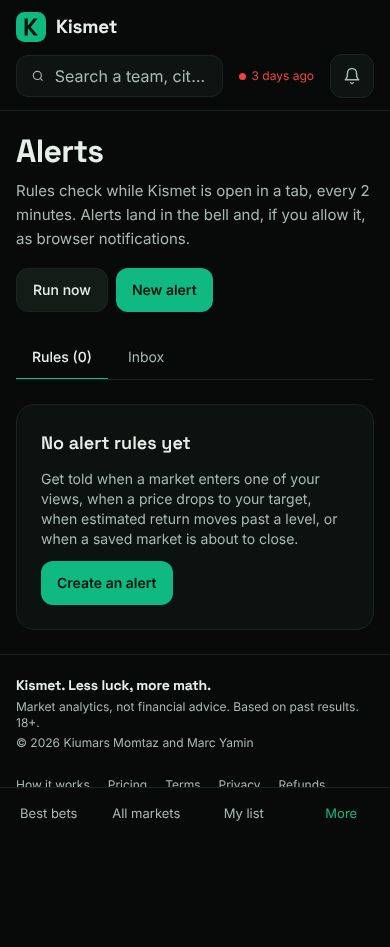 K Kismet
Search a team, cit...
3 days ago
Alerts
Rules check while Kismet is open in a tab, every 2
minutes. Alerts land in the bell and, if you allow it,
as browser notifications.
Run now
New alert
Rules (0)
Inbox
No alert rules yet
Get told when a market enters one of your
views, when a price drops to your target,
when estimated return moves past a level, or
when a saved market is about to close.
Create an alert
Kismet. Less luck, more math.
Market analytics, not financial advice. Based on past results.
18+.
© 2026 Kiumars Momtaz and Marc Yamin
How it works Pricing Terms Privacy Refunds
Best bets All markets My list More